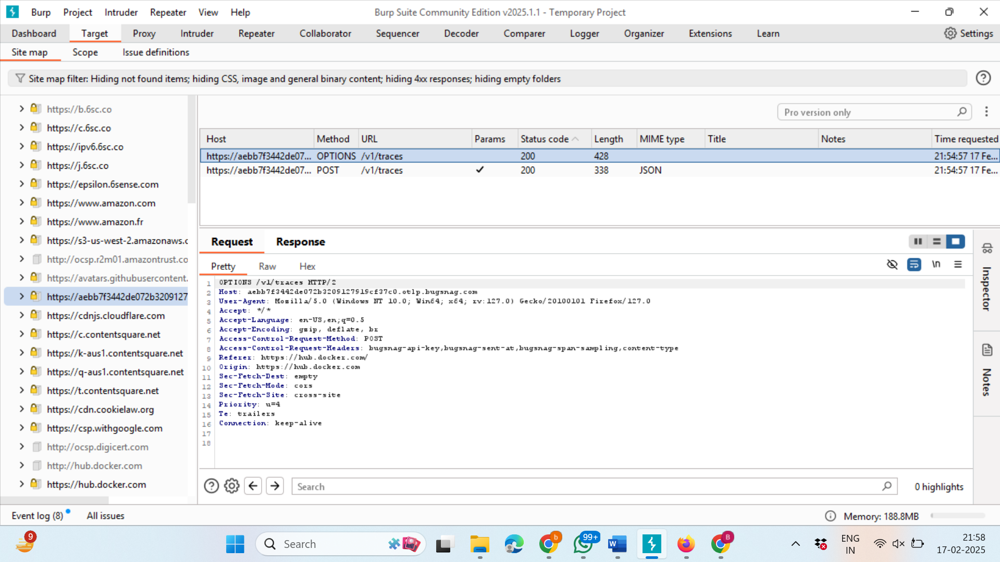 Burp Project Intruder Repeater View Help Burp Suite Community Edition v2025.1.1 - Temporary Project
Dashboard Target Proxy Intruder Repeater Collaborator Sequencer Decoder Comparer Logger Organizer Extensions Learn Settings
Site map Scope Issue definitions
Site map filter: Hiding not found items; hiding CSS, image and general binary content; hiding 4xx responses; hiding empty folders
https://b.6sc.co
https://c.6sc.co
https://ipv6.6sc.co
https://j.6sc.co
https://epsilon.6sense.com
https://www.amazon.com
https://www.amazon.fr
https://s3-us-west-2.amazonaws.c
http://ocsp.r2m01.amazontrust.co
https://avatars.githubusercontent.
https://aebb7f3442de072b3209127
https://cdnjs.cloudflare.com
https://c.contentsquare.net
https://k-aus1.contentsquare.net
https://q-aus1.contentsquare.net
https://t.contentsquare.net
https://cdn.cookielaw.org
https://csp.withgoogle.com
http://ocsp.digicert.com
http://hub.docker.com
https://hub.docker.com
Pro version only
Host Method URL Params Status code Length MIME type Title Notes Time requested
https://aebb7f3442de07... OPTIONS /v1/traces 200 428 21:54:57 17 Fe...
https://aebb7f3442de07... POST /v1/traces ✓ 200 338 JSON 21:54:57 17 Fe...
Request Response
Pretty Raw Hex \n
1 OPTIONS /v1/traces HTTP/2
2 Host: aebb7f3442de072b3209127919cf37c0.otlp.bugsnag.com
3 User-Agent: Mozilla/5.0 (Windows NT 10.0; Win64; x64; rv:127.0) Gecko/20100101 Firefox/127.0
4 Accept: */*
5 Accept-Language: en-US,en;q=0.5
6 Accept-Encoding: gzip, deflate, br
7 Access-Control-Request-Method: POST
8 Access-Control-Request-Headers: bugsnag-api-key,bugsnag-sent-at,bugsnag-span-sampling,content-type
9 Referer: https://hub.docker.com/
10 Origin: https://hub.docker.com
11 Sec-Fetch-Dest: empty
12 Sec-Fetch-Mode: cors
13 Sec-Fetch-Site: cross-site
14 Priority: u=4
15 Te: trailers
16 Connection: keep-alive
17
18
Inspector
Notes
Search 0 highlights
Event log (8) All issues Memory: 188.8MB
9 Search b 99+ W B ENG
IN
21:58
17-02-2025